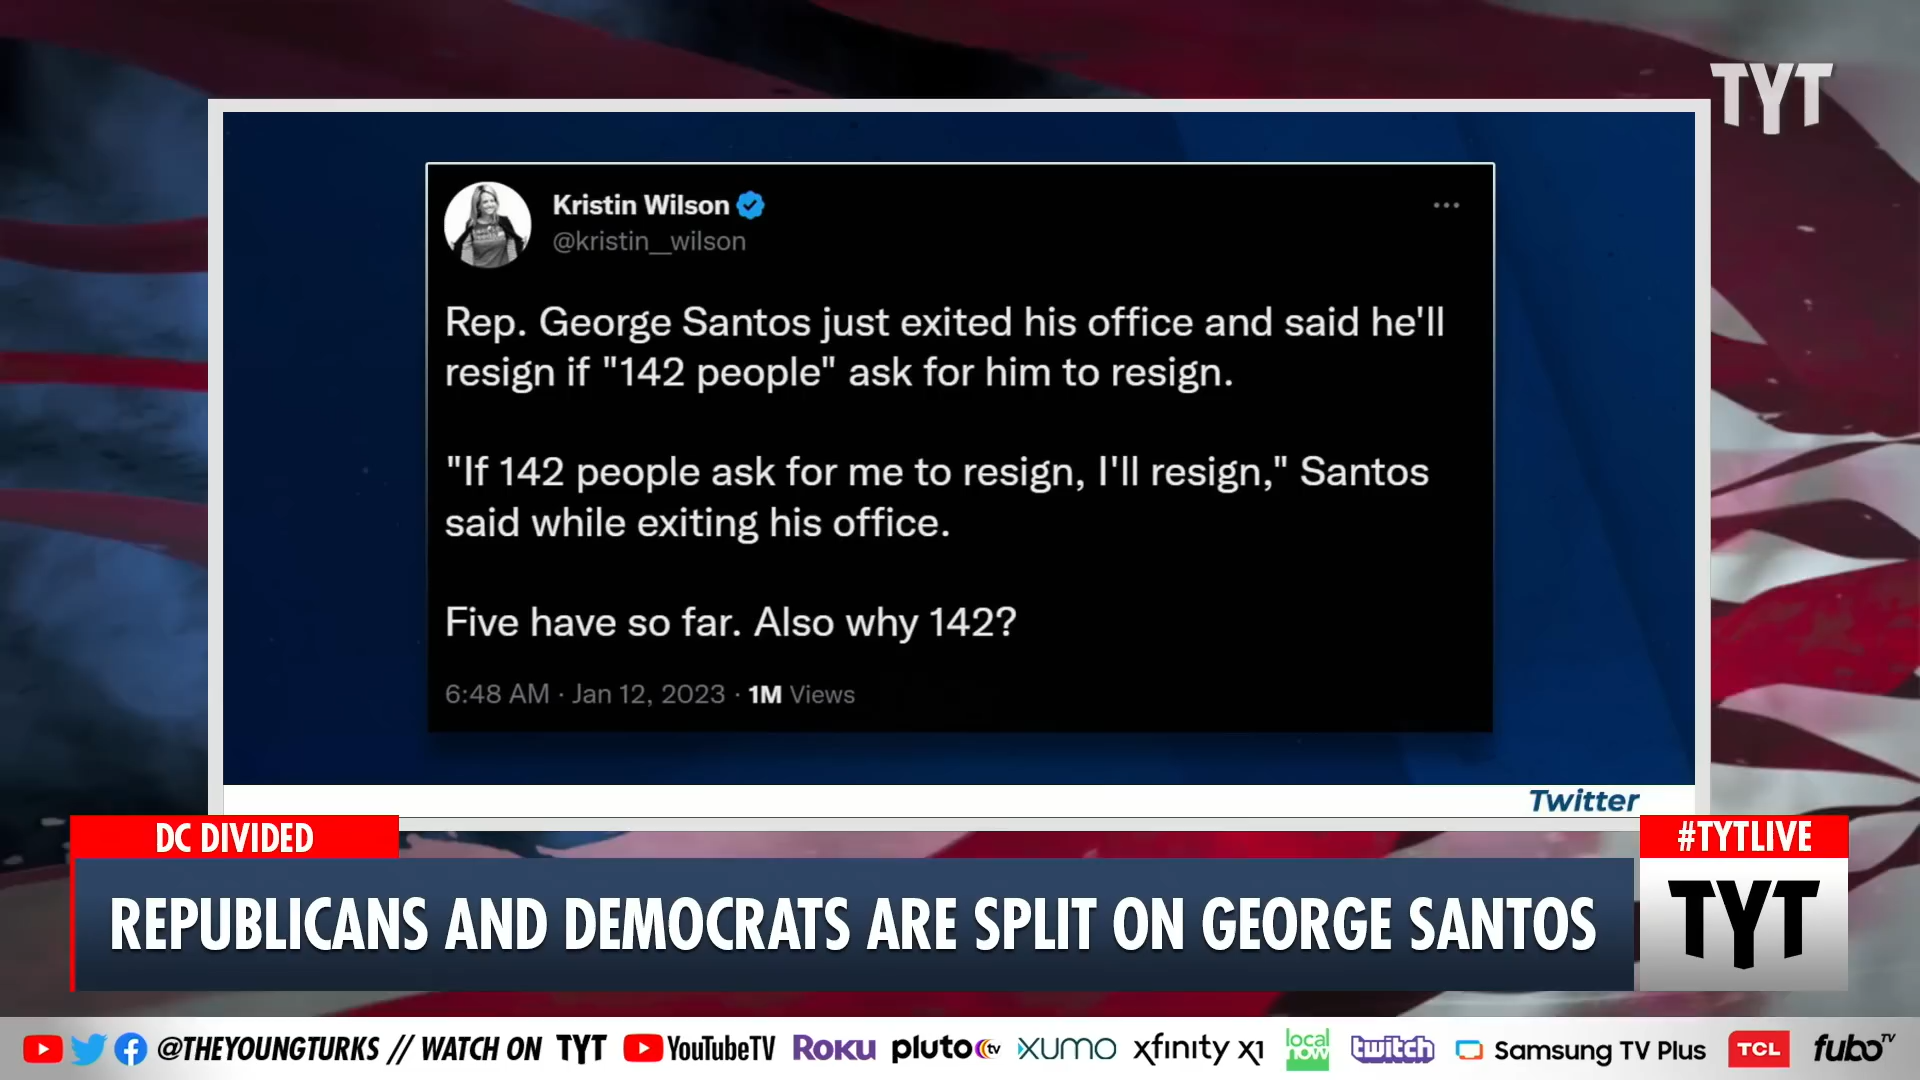 TYT
Kristin Wilson
@kristin__wilson
Rep. George Santos just exited his office and said he'll
resign if "142 people" ask for him to resign.
"If 142 people ask for me to resign, I'll resign," Santos
said while exiting his office.
Five have so far. Also why 142?
6:48 AM · Jan 12, 2023 · 1M Views
Twitter
DC DIVIDED
#TYTLIVE
REPUBLICANS AND DEMOCRATS ARE SPLIT ON GEORGE SANTOS
TYT
@THEYOUNGTURKS // WATCH ON TYT YouTubeTV ROKU pluto tv XUMO xfinity x1 local now twitch Samsung TV Plus TCL fuboTV